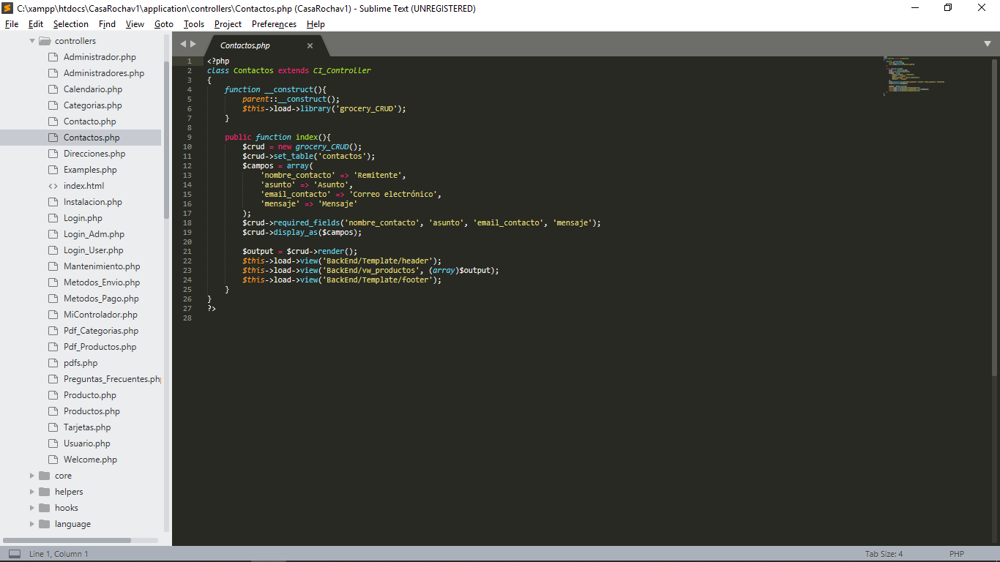 C:\xampp\htdocs\CasaRochav1\application\controllers\Contactos.php (CasaRochav1) - Sublime Text (UNREGISTERED)
File Edit Selection Find View Goto Tools Project Preferences Help
controllers
Administrador.php
Administradores.php
Calendario.php
Categorias.php
Contacto.php
Contactos.php
Direcciones.php
Examples.php
index.html
Instalacion.php
Login.php
Login_Adm.php
Login_User.php
Mantenimiento.php
Metodos_Envio.php
Metodos_Pago.php
MiControlador.php
Pdf_Categorias.php
Pdf_Productos.php
pdfs.php
Preguntas_Frecuentes.php
Producto.php
Productos.php
Tarjetas.php
Usuario.php
Welcome.php
core
helpers
hooks
language
Contactos.php
1 <?php
2 class Contactos extends CI_Controller
3 {
4     function __construct(){
5         parent::__construct();
6         $this->load->library('grocery_CRUD');
7     }
8
9     public function index(){
10         $crud = new grocery_CRUD();
11         $crud->set_table('contactos');
12         $campos = array(
13             'nombre_contacto' => 'Remitente',
14             'asunto' => 'Asunto',
15             'email_contacto' => 'Correo electrónico',
16             'mensaje' => 'Mensaje'
17         );
18         $crud->required_fields('nombre_contacto', 'asunto', 'email_contacto', 'mensaje');
19         $crud->display_as($campos);
20
21         $output = $crud->render();
22         $this->load->view('BackEnd/Template/header');
23         $this->load->view('BackEnd/vw_productos', (array)$output);
24         $this->load->view('BackEnd/Template/footer');
25     }
26 }
27 ?>
28
Line 1, Column 1
Tab Size: 4
PHP